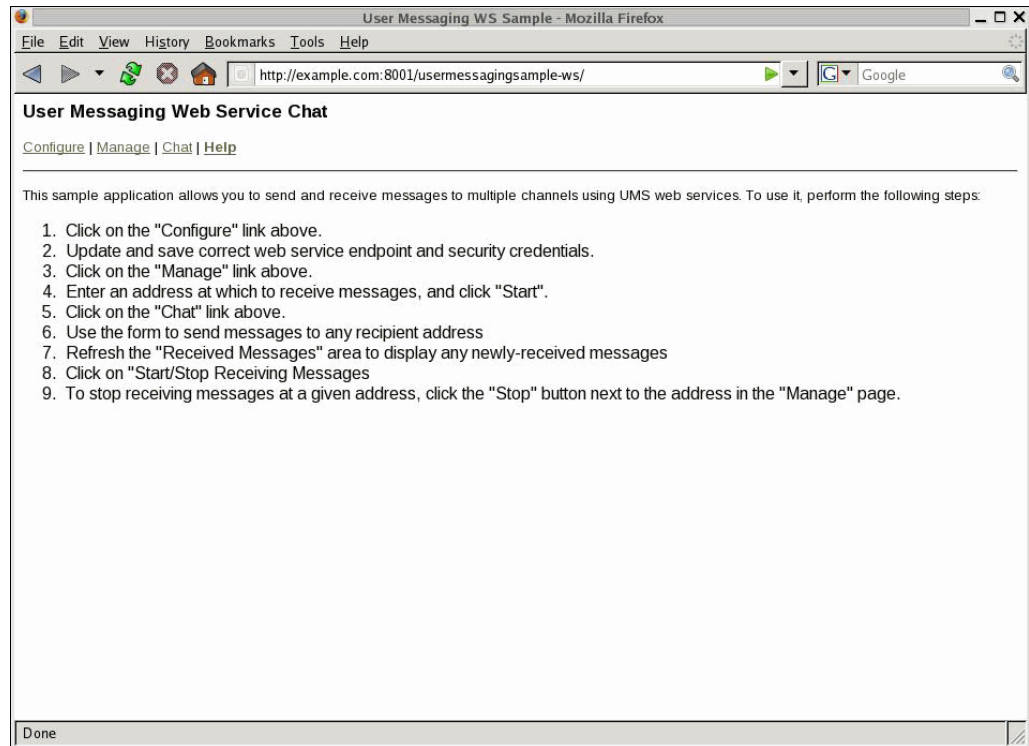 User Messaging WS Sample - Mozilla Firefox
File Edit View History Bookmarks Tools Help
http://example.com:8001/usermessagingsample-ws/ G Google
User Messaging Web Service Chat
Configure | Manage | Chat | Help
This sample application allows you to send and receive messages to multiple channels using UMS web services. To use it, perform the following steps:
1. Click on the "Configure" link above.
2. Update and save correct web service endpoint and security credentials.
3. Click on the "Manage" link above.
4. Enter an address at which to receive messages, and click "Start".
5. Click on the "Chat" link above.
6. Use the form to send messages to any recipient address
7. Refresh the "Received Messages" area to display any newly-received messages
8. Click on "Start/Stop Receiving Messages
9. To stop receiving messages at a given address, click the "Stop" button next to the address in the "Manage" page.
Done